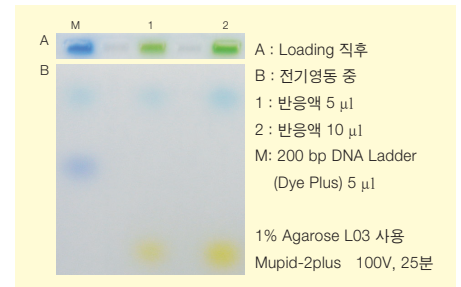 M 1 2
A
B
A : Loading 직후
B : 전기영동 중
1 : 반응액 5 μl
2 : 반응액 10 μl
M: 200 bp DNA Ladder
(Dye Plus) 5 μl
1% Agarose L03 사용
Mupid-2plus 100V, 25분